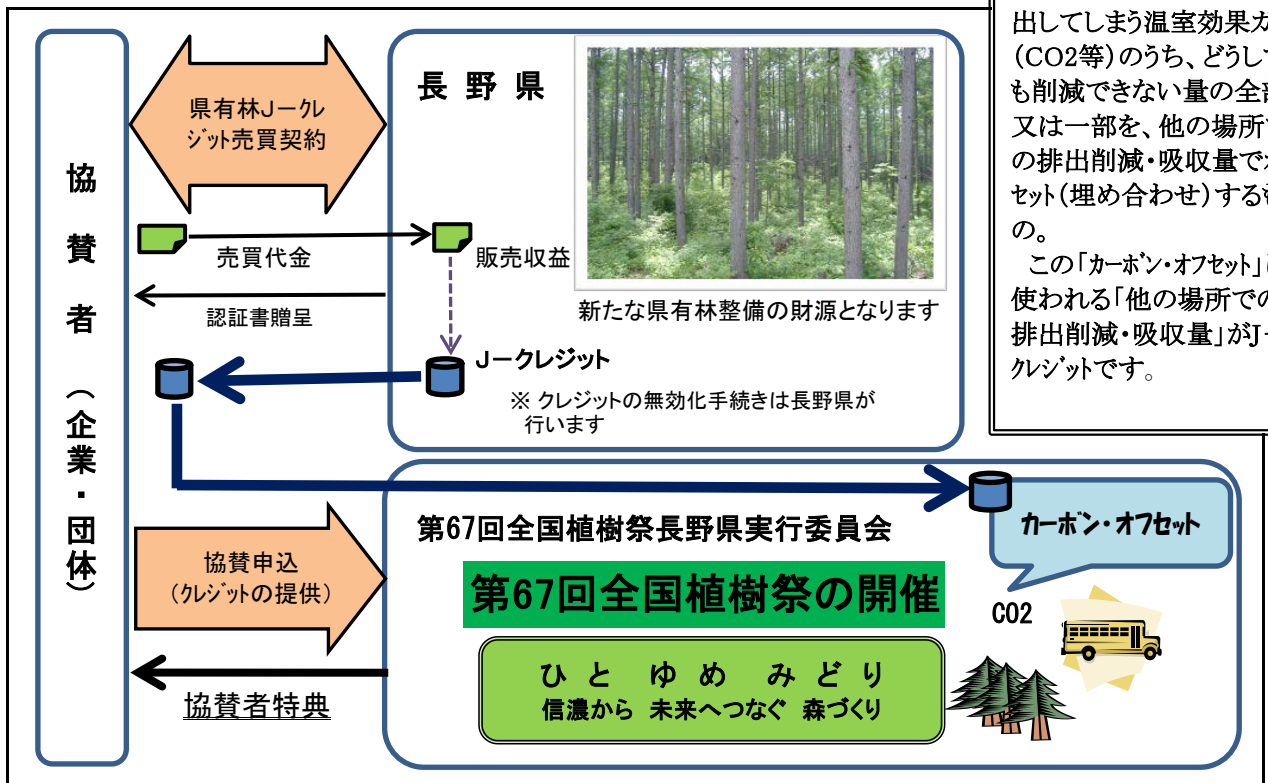 協賛者（企業・団体）
県有林Jークレ
ジット売買契約
売買代金
認証書贈呈
長野県
販売収益
新たな県有林整備の財源となります
Jークレジット
※ クレジットの無効化手続きは長野県が
行います
出してしまう温室効果ガ
（CO2等）のうち、どうして
も削減できない量の全部
又は一部を、他の場所
の排出削減・吸収量で
セット（埋め合わせ）する
の。
この「カーボン・オフセット」に
使われる「他の場所での
排出削減・吸収量」がJ-
クレジットです。
協賛申込
（クレジットの提供）
協賛者特典
第67回全国植樹祭長野県実行委員会
第67回全国植樹祭の開催
ひと ゆめ みどり
信濃から 未来へつなぐ 森づくり
カーボン・オフセット
CO2